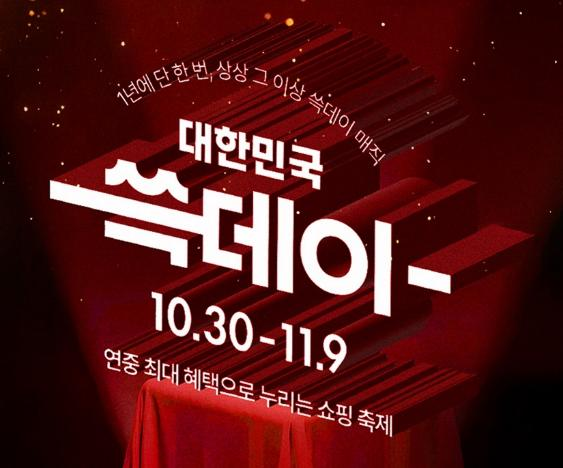 1년에 단 한 번, 상상 그 이상 쓱데이 매직
대한민국
쓱데이-
10.30-11.9
연중 최대 혜택으로 누리는 쇼핑 축제